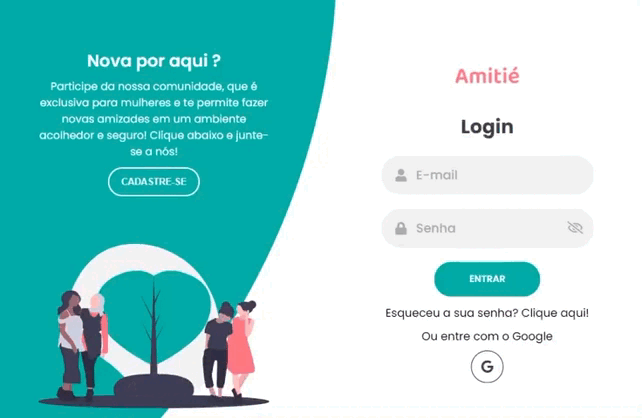 Nova por aqui ?
Participe da nossa comunidade, que é
exclusiva para mulheres e te permite fazer
novas amizades em um ambiente
acolhedor e seguro! Clique abaixo e junte-
se a nós!
CADASTRE-SE
Amitié
Login
E-mail
Senha
ENTRAR
Esqueceu a sua senha? Clique aqui!
Ou entre com o Google
G